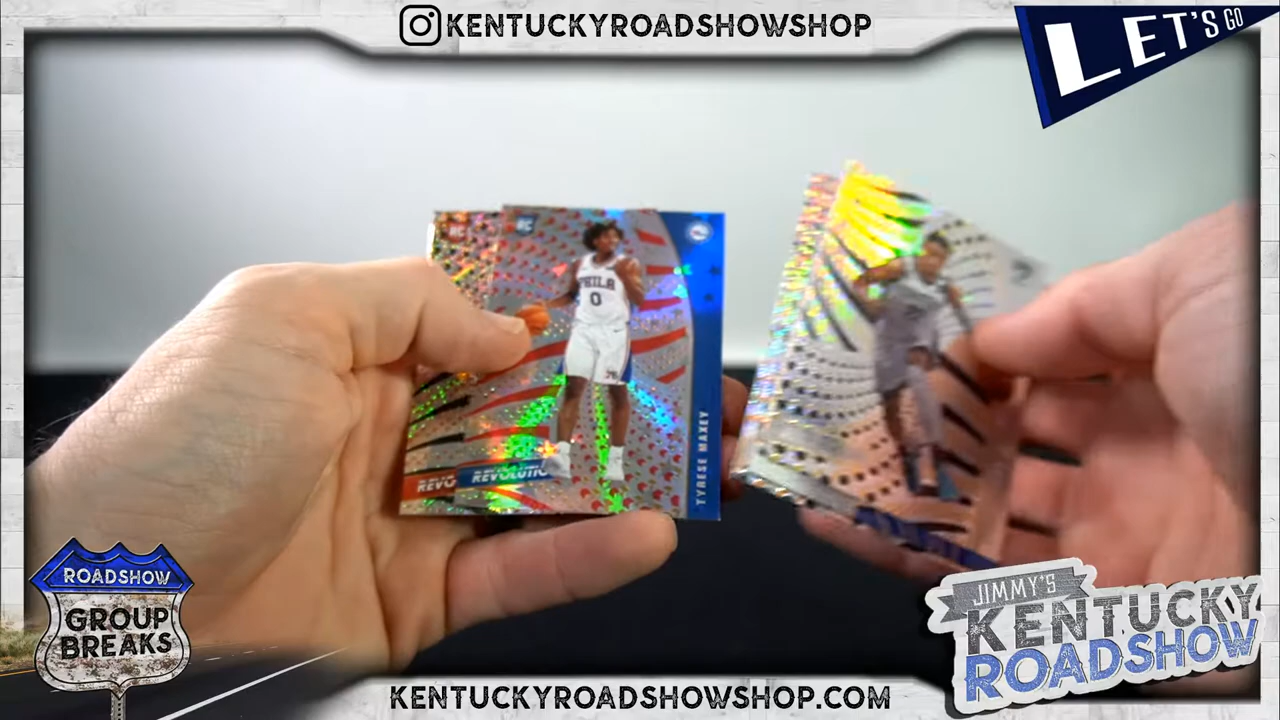 KENTUCKYROADSHOWSHOP
LET'S GO
RC
RC
PHILA
0
REVO
REVOLUTIO
TYRESE MAXEY
ROADSHOW
GROUP
BREAKS
JIMMY'S
KENTUCKY
ROADSHOW
KENTUCKYROADSHOWSHOP.COM